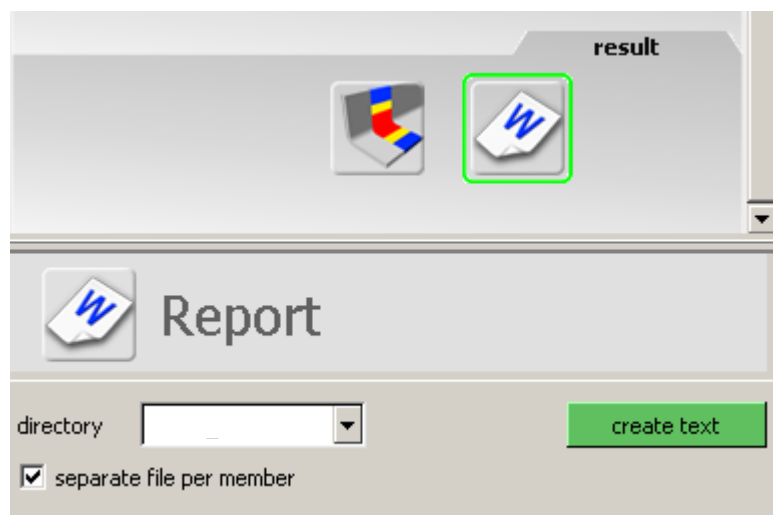 result
W
W
Report
directory
create text
separate file per member